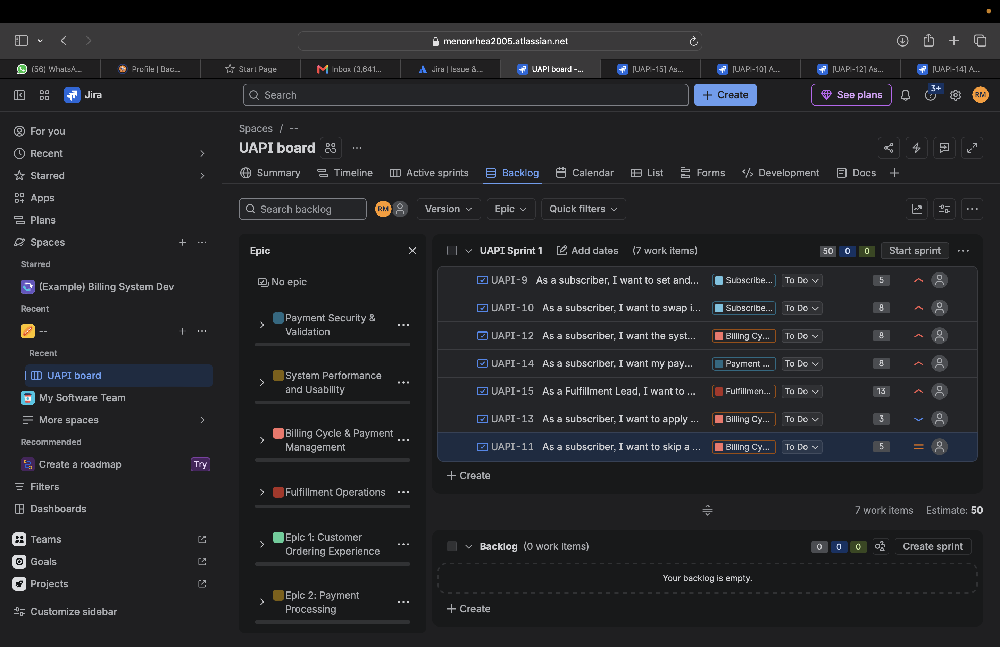 menonrhea2005.atlassian.net
(56) WhatsA...
Profile | Bac...
Start Page
Inbox (3,641...
Jira | Issue &...
UAPI board -...
[UAPI-15] As...
[UAPI-10] A...
[UAPI-12] As...
[UAPI-14] A...
Jira
Search
+ Create
See plans
3+
RM
For you
Recent
Starred
Apps
Plans
Spaces
Starred
(Example) Billing System Dev
Recent
--
Recent
UAPI board
My Software Team
More spaces
Recommended
Create a roadmap
Try
Filters
Dashboards
Teams
Goals
Projects
Customize sidebar
Spaces / --
UAPI board
Summary
Timeline
Active sprints
Backlog
Calendar
List
Forms
Development
Docs
Search backlog
RM
Version
Epic
Quick filters
Epic
No epic
Payment Security &
Validation
System Performance
and Usability
Billing Cycle & Payment
Management
Fulfillment Operations
Epic 1: Customer
Ordering Experience
Epic 2: Payment
Processing
UAPI Sprint 1 Add dates (7 work items) 50 0 0 Start sprint
UAPI-9 As a subscriber, I want to set and... Subscribe... To Do 5
UAPI-10 As a subscriber, I want to swap i... Subscribe... To Do 8
UAPI-12 As a subscriber, I want the syst... Billing Cy... To Do 8
UAPI-14 As a subscriber, I want my pay... Payment ... To Do 8
UAPI-15 As a Fulfillment Lead, I want to ... Fulfillmen... To Do 13
UAPI-13 As a subscriber, I want to apply ... Billing Cy... To Do 3
UAPI-11 As a subscriber, I want to skip a ... Billing Cy... To Do 5
+ Create
7 work items | Estimate: 50
Backlog (0 work items) 0 0 0 Create sprint
Your backlog is empty.
+ Create